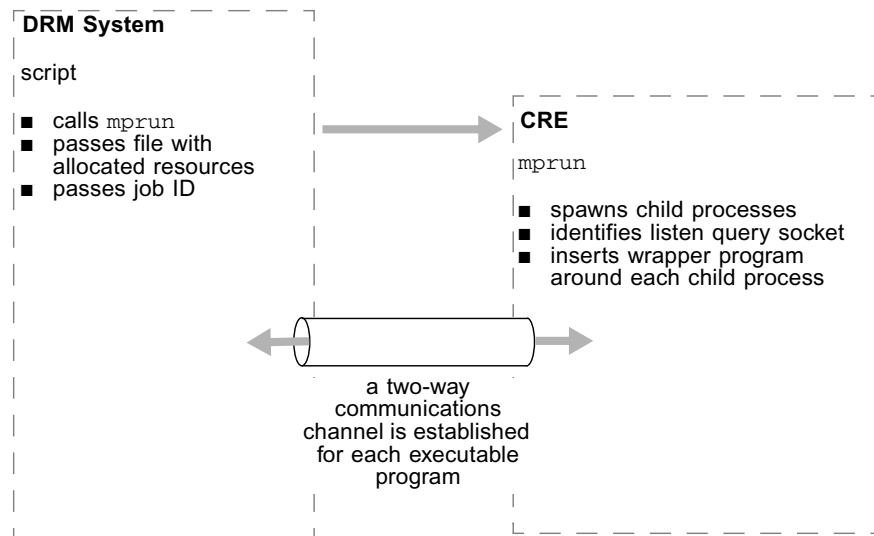 DRM System
script
■ calls mprun
■ passes file with
allocated resources
■ passes job ID
CRE
mprun
■ spawns child processes
■ identifies listen query socket
■ inserts wrapper program
around each child process
a two-way
communications
channel is established
for each executable
program